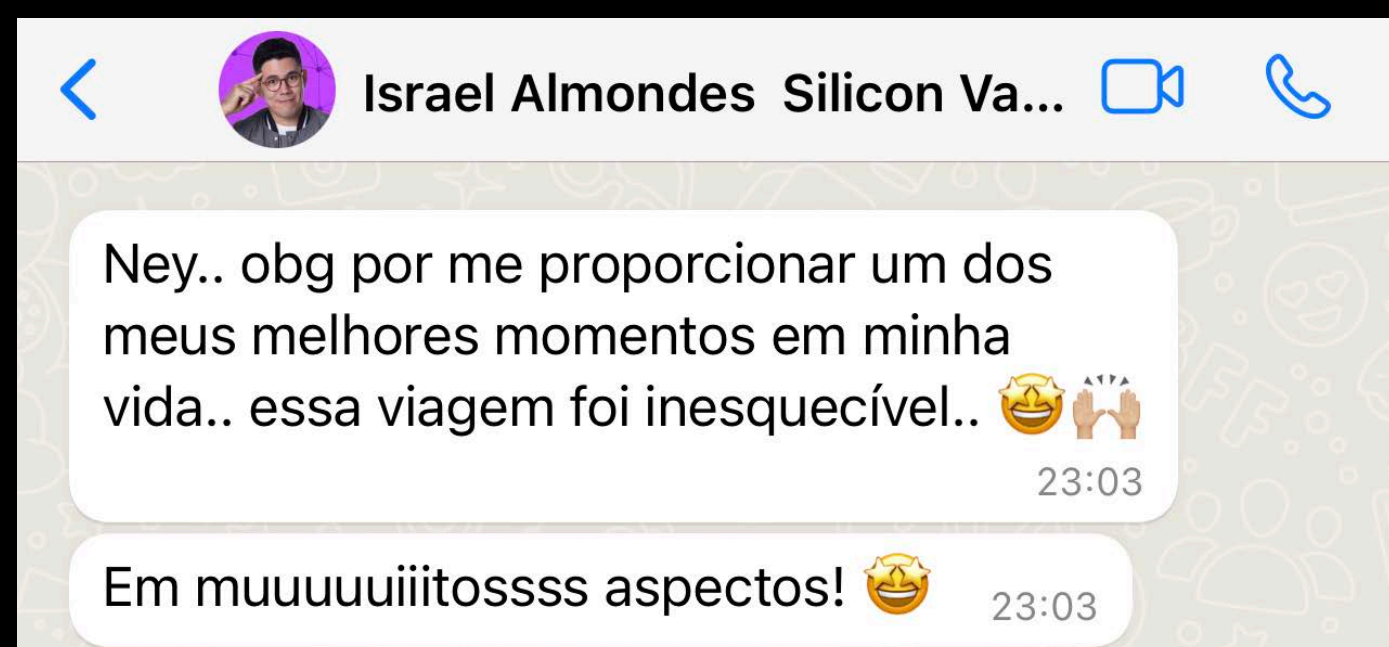 Israel Almondes Silicon Va...
Ney.. obg por me proporcionar um dos
meus melhores momentos em minha
vida.. essa viagem foi inesquecível.. 🤩🙌🏼
23:03
Em muuuuuiiitossss aspectos! 🤩 23:03